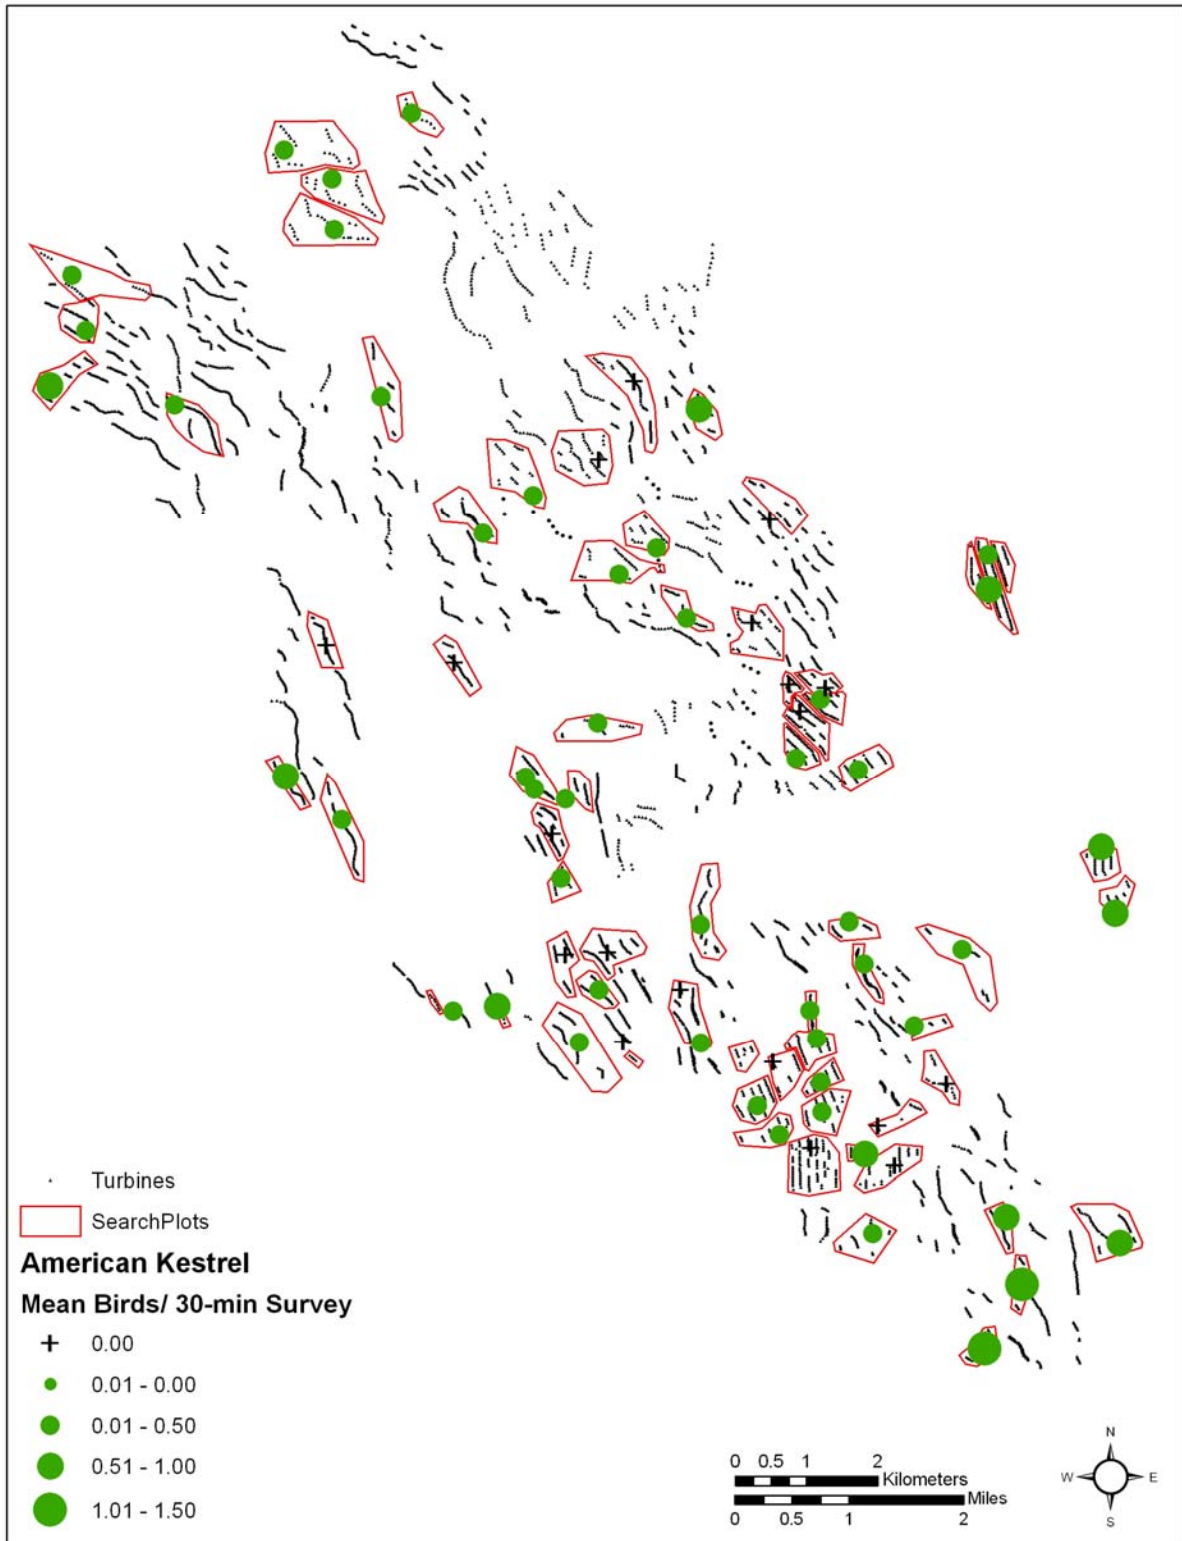 Turbines
SearchPlots
American Kestrel
Mean Birds/ 30-min Survey
0.00
0.01 - 0.00
0.01 - 0.50
0.51 - 1.00
1.01 - 1.50
0 0.5 1 2
Kilometers
Miles
0 0.5 1 2
N
W E
S